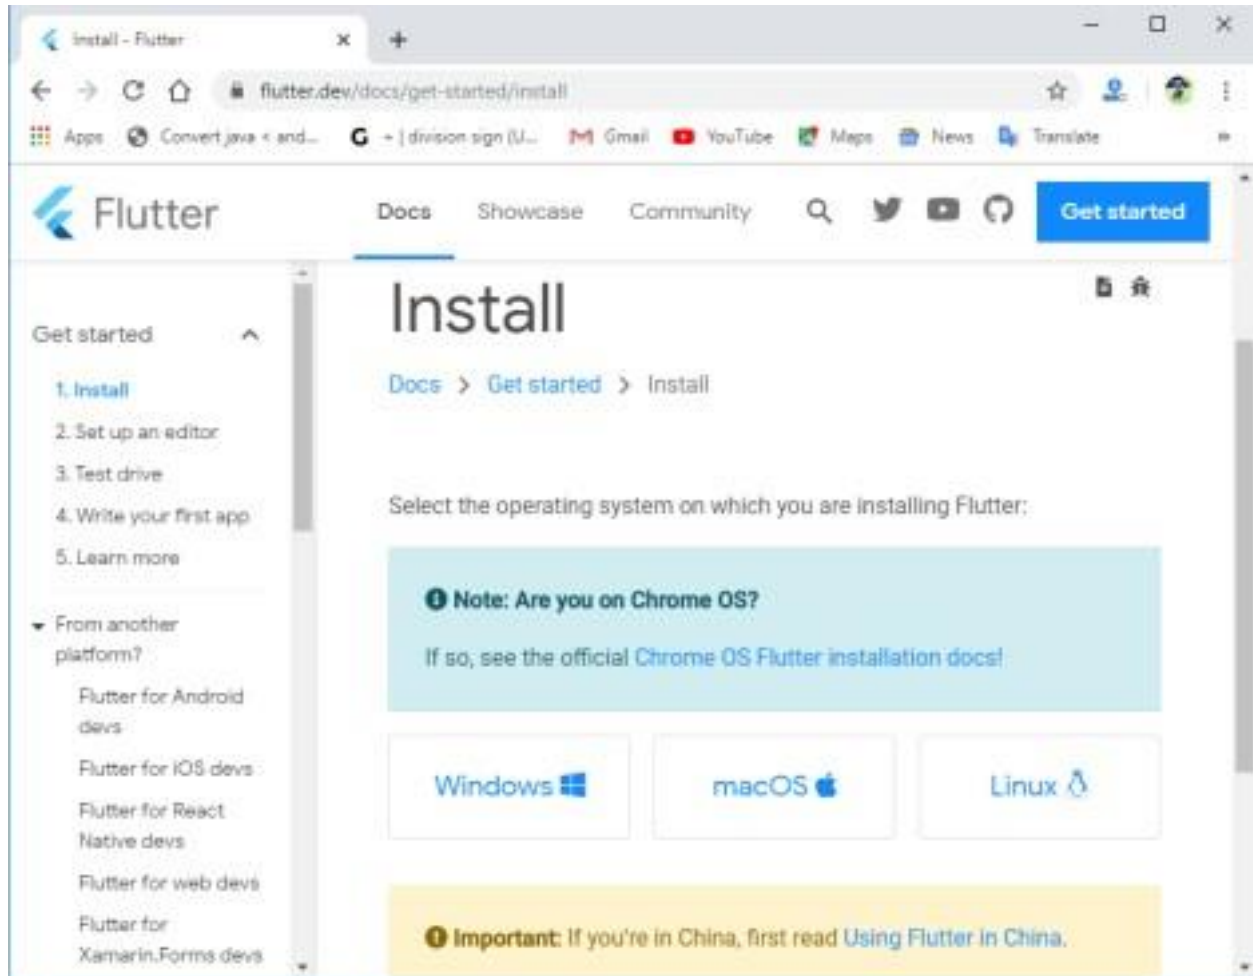 Install - Flutter
flutter.dev/docs/get-started/install
Apps Convert java < and... ÷ | division sign (U... Gmail YouTube Maps News Translate
Flutter Docs Showcase Community Get started
Get started
1. Install
2. Set up an editor
3. Test drive
4. Write your first app
5. Learn more
From another
platform?
Flutter for Android
devs
Flutter for iOS devs
Flutter for React
Native devs
Flutter for web devs
Flutter for
Xamarin.Forms devs
Install
Docs > Get started > Install
Select the operating system on which you are installing Flutter:
Note: Are you on Chrome OS?
If so, see the official Chrome OS Flutter installation docs!
Windows macOS Linux
Important: If you're in China, first read Using Flutter in China.